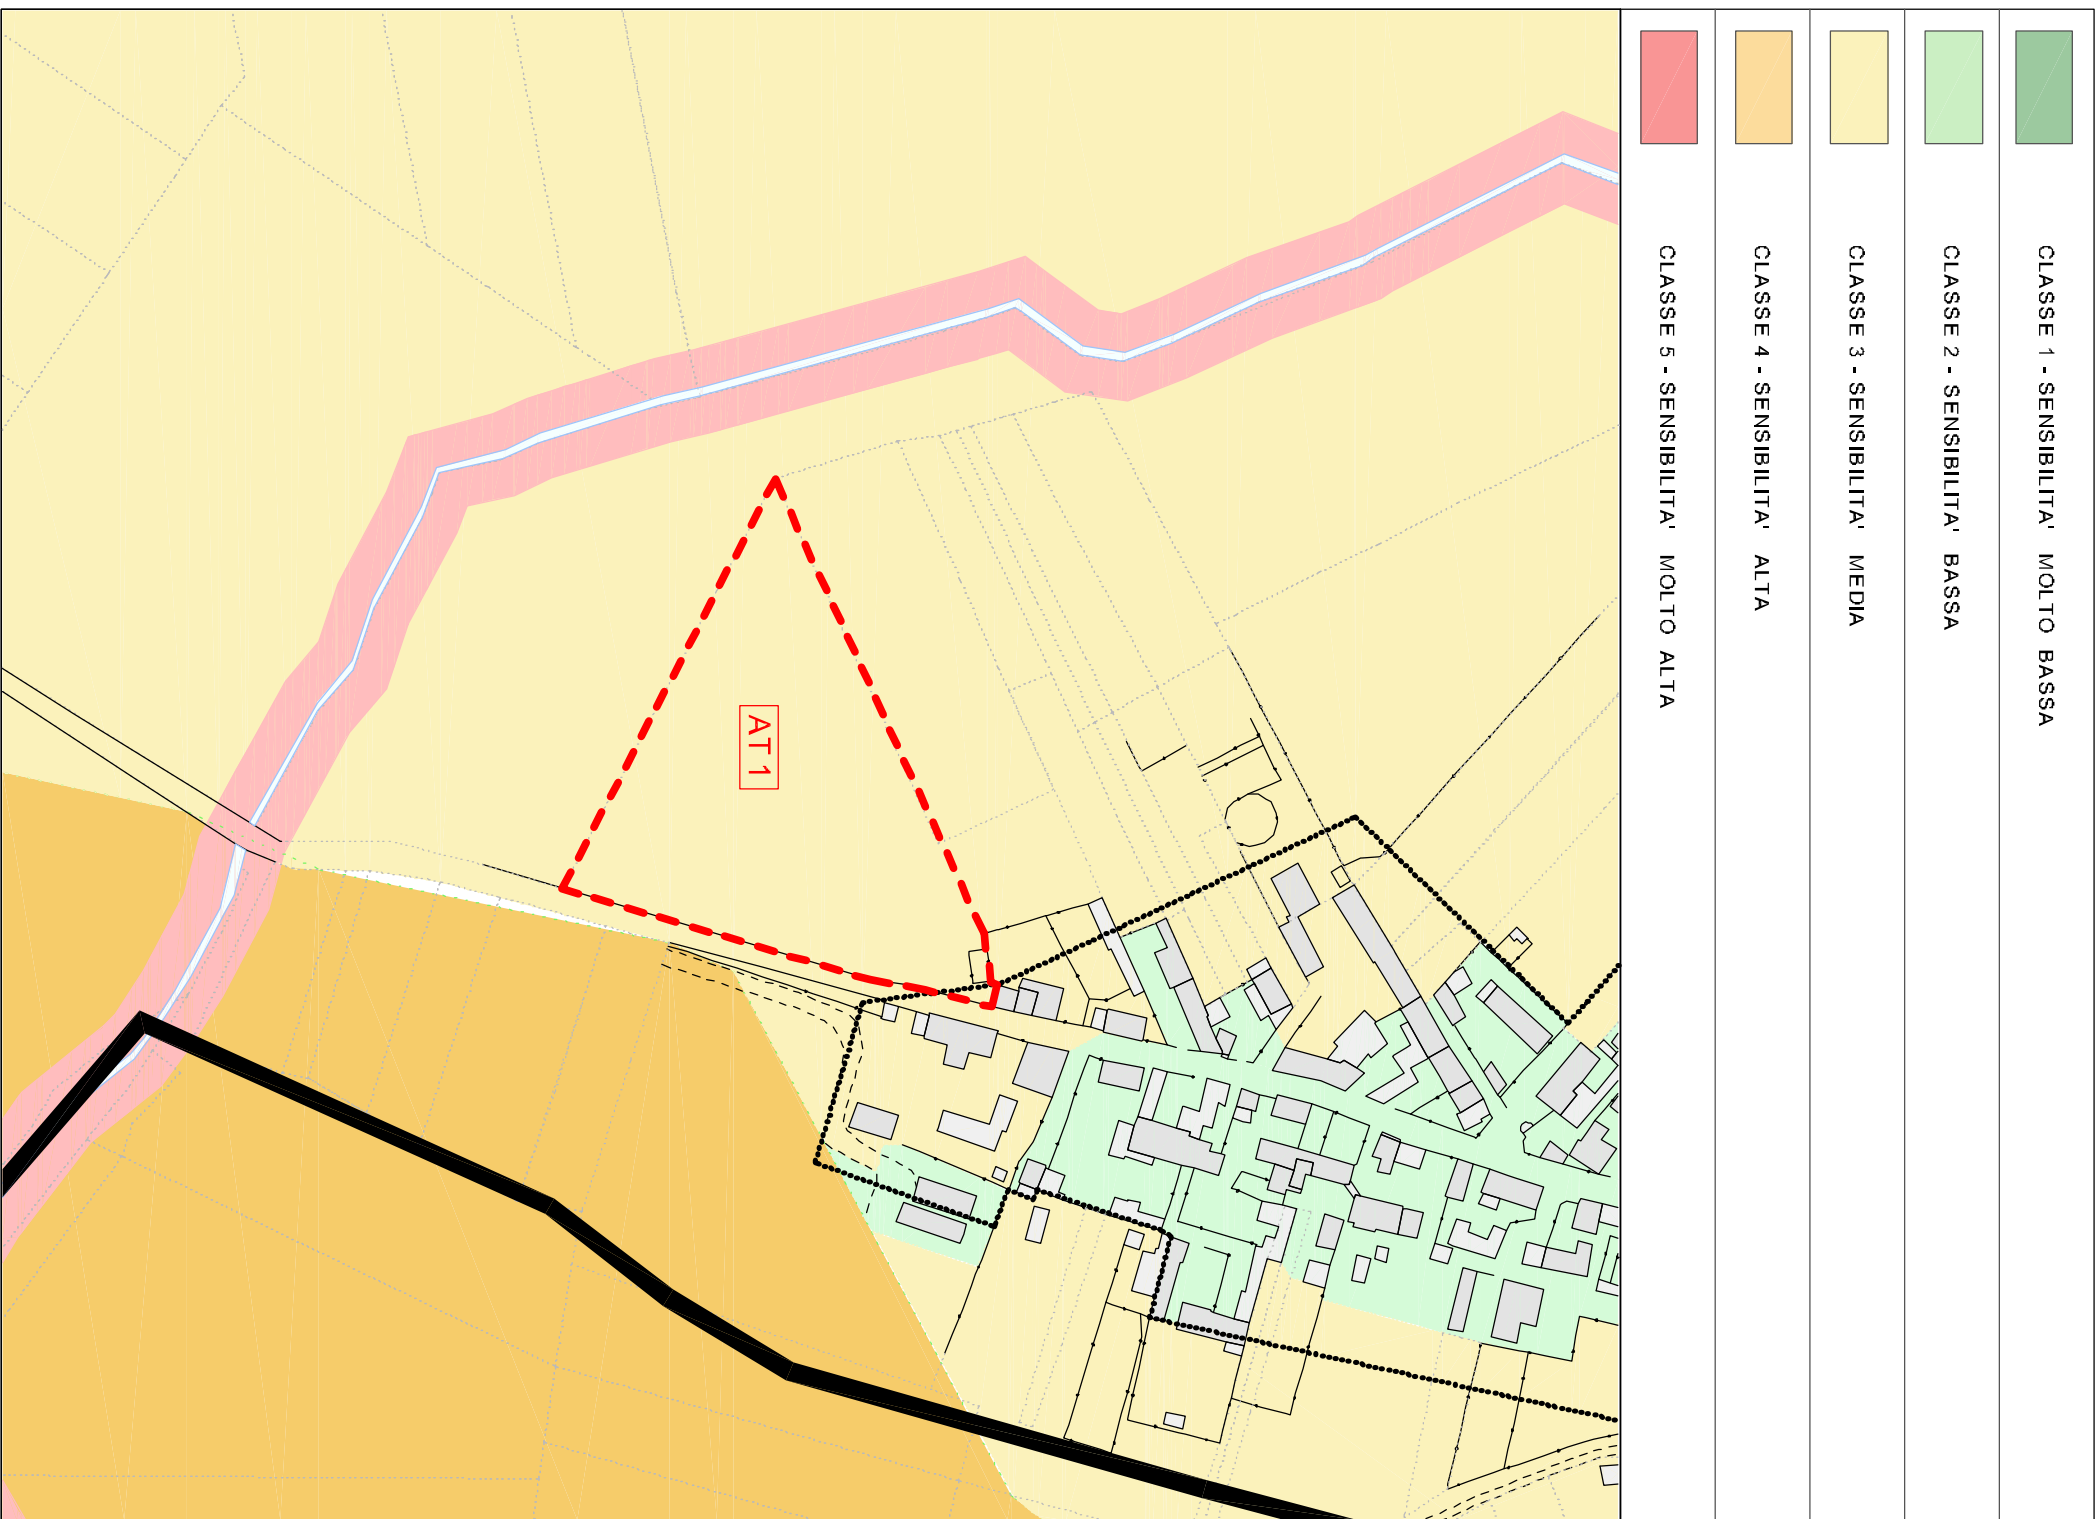 CLASSE 1 - SENSIBILITA' MOLTO BASSA
CLASSE 2 - SENSIBILITA' BASSA
CLASSE 3 - SENSIBILITA' MEDIA
CLASSE 4 - SENSIBILITA' ALTA
CLASSE 5 - SENSIBILITA' MOLTO ALTA
AT 1